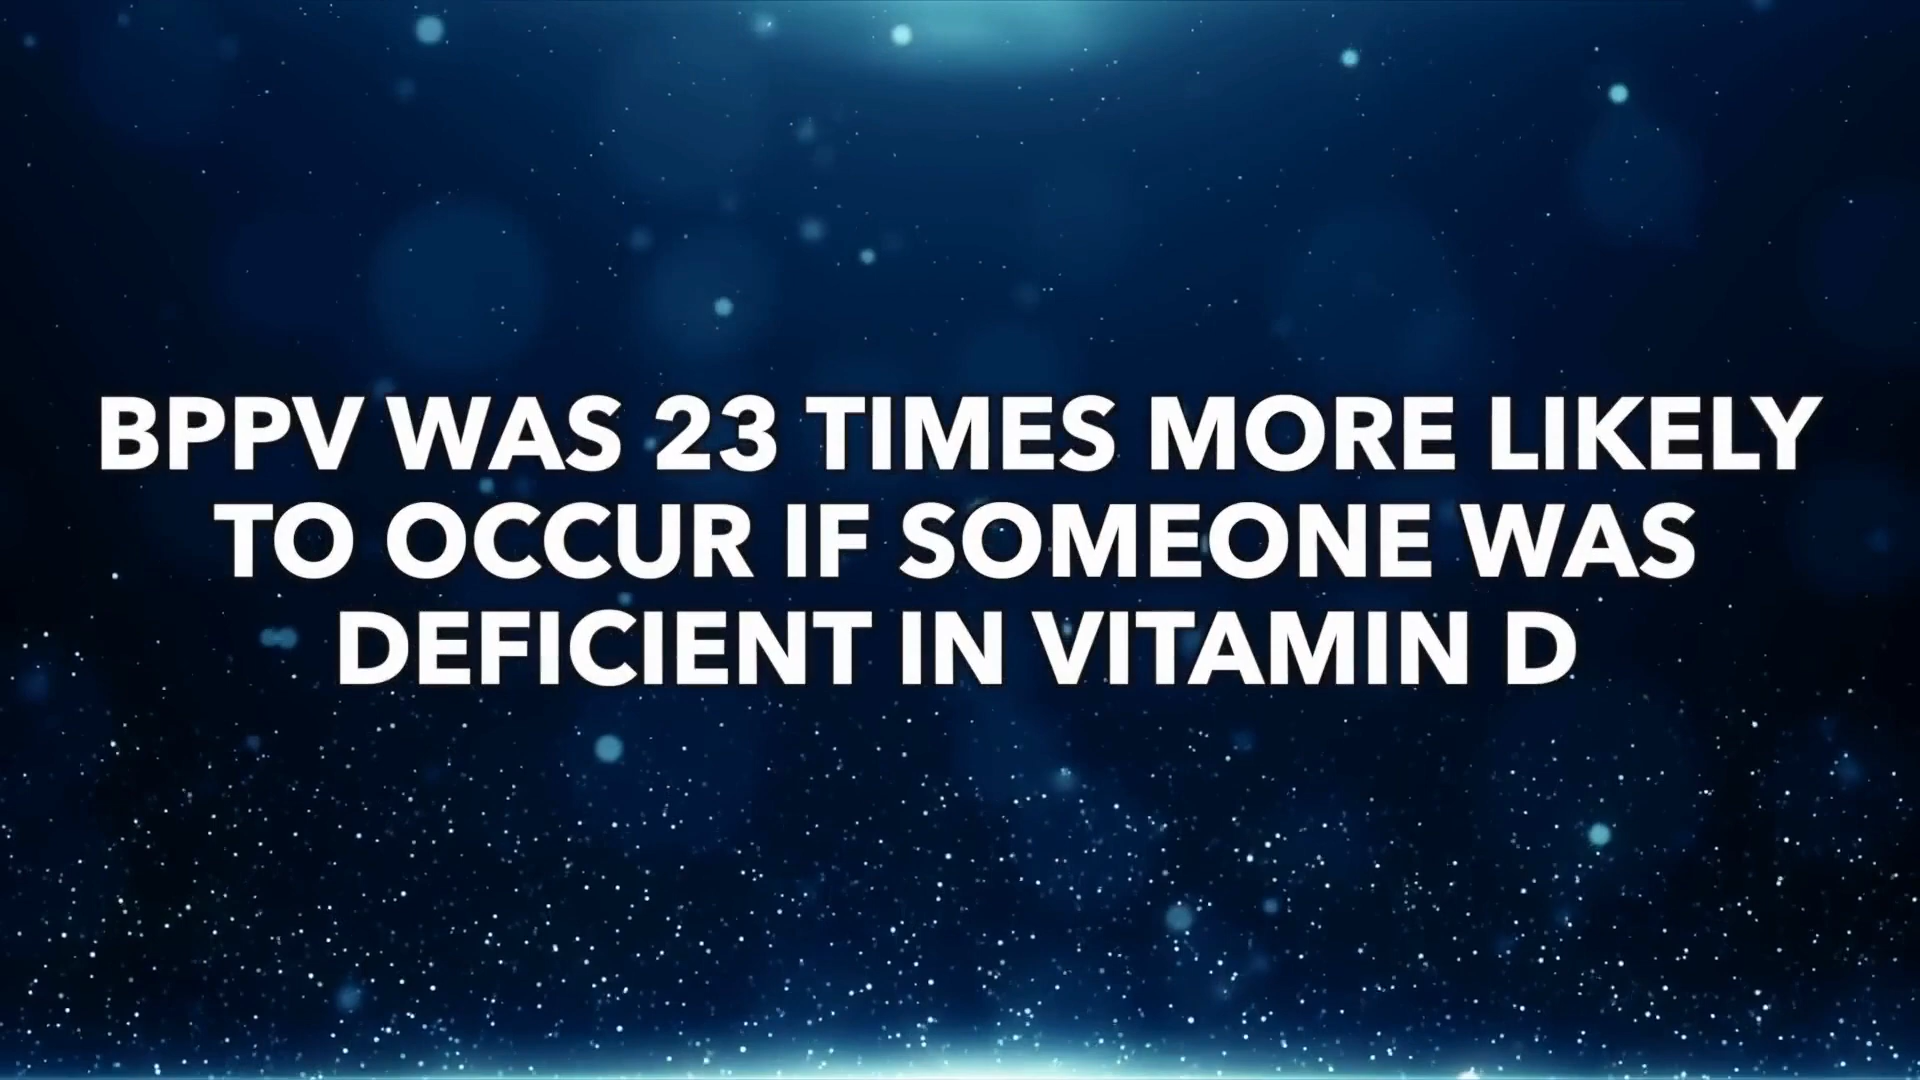 BPPV WAS 23 TIMES MORE LIKELY
TO OCCUR IF SOMEONE WAS
DEFICIENT IN VITAMIN D